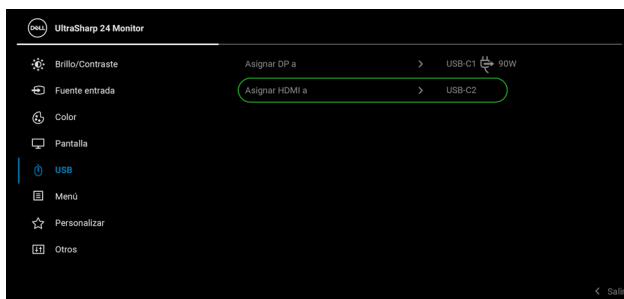 DELL UltraSharp 24 Monitor
Brillo/Contraste
Asignar DP a > USB-C1 90W
Fuente entrada
Asignar HDMI a > USB-C2
Color
Pantalla
USB
Menú
Personalizar
Otros
< Salir